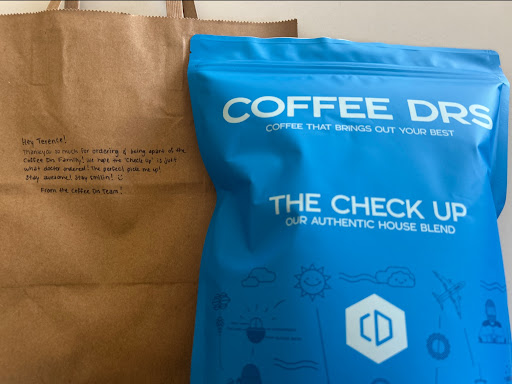 Hey Terence!
Thankyou so much for ordering & being apart of the
Coffee Drs Family! We hope the 'Check Up' is just
what doctor ordered! The perfect pick me up!
Stay awesome! Stay Chillin!
From the Coffee Drs Team!
COFFEE DRS
COFFEE THAT BRINGS OUT YOUR BEST
THE CHECK UP
OUR AUTHENTIC HOUSE BLEND
CD